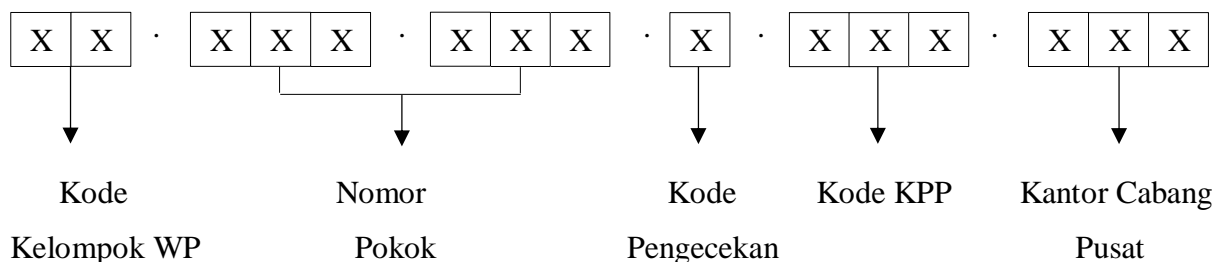 X X · X X X · X X X · X · X X X · X X X
Kode Nomor Kode Kode KPP Kantor Cabang
Kelompok WP Pokok Pengecekan Pusat